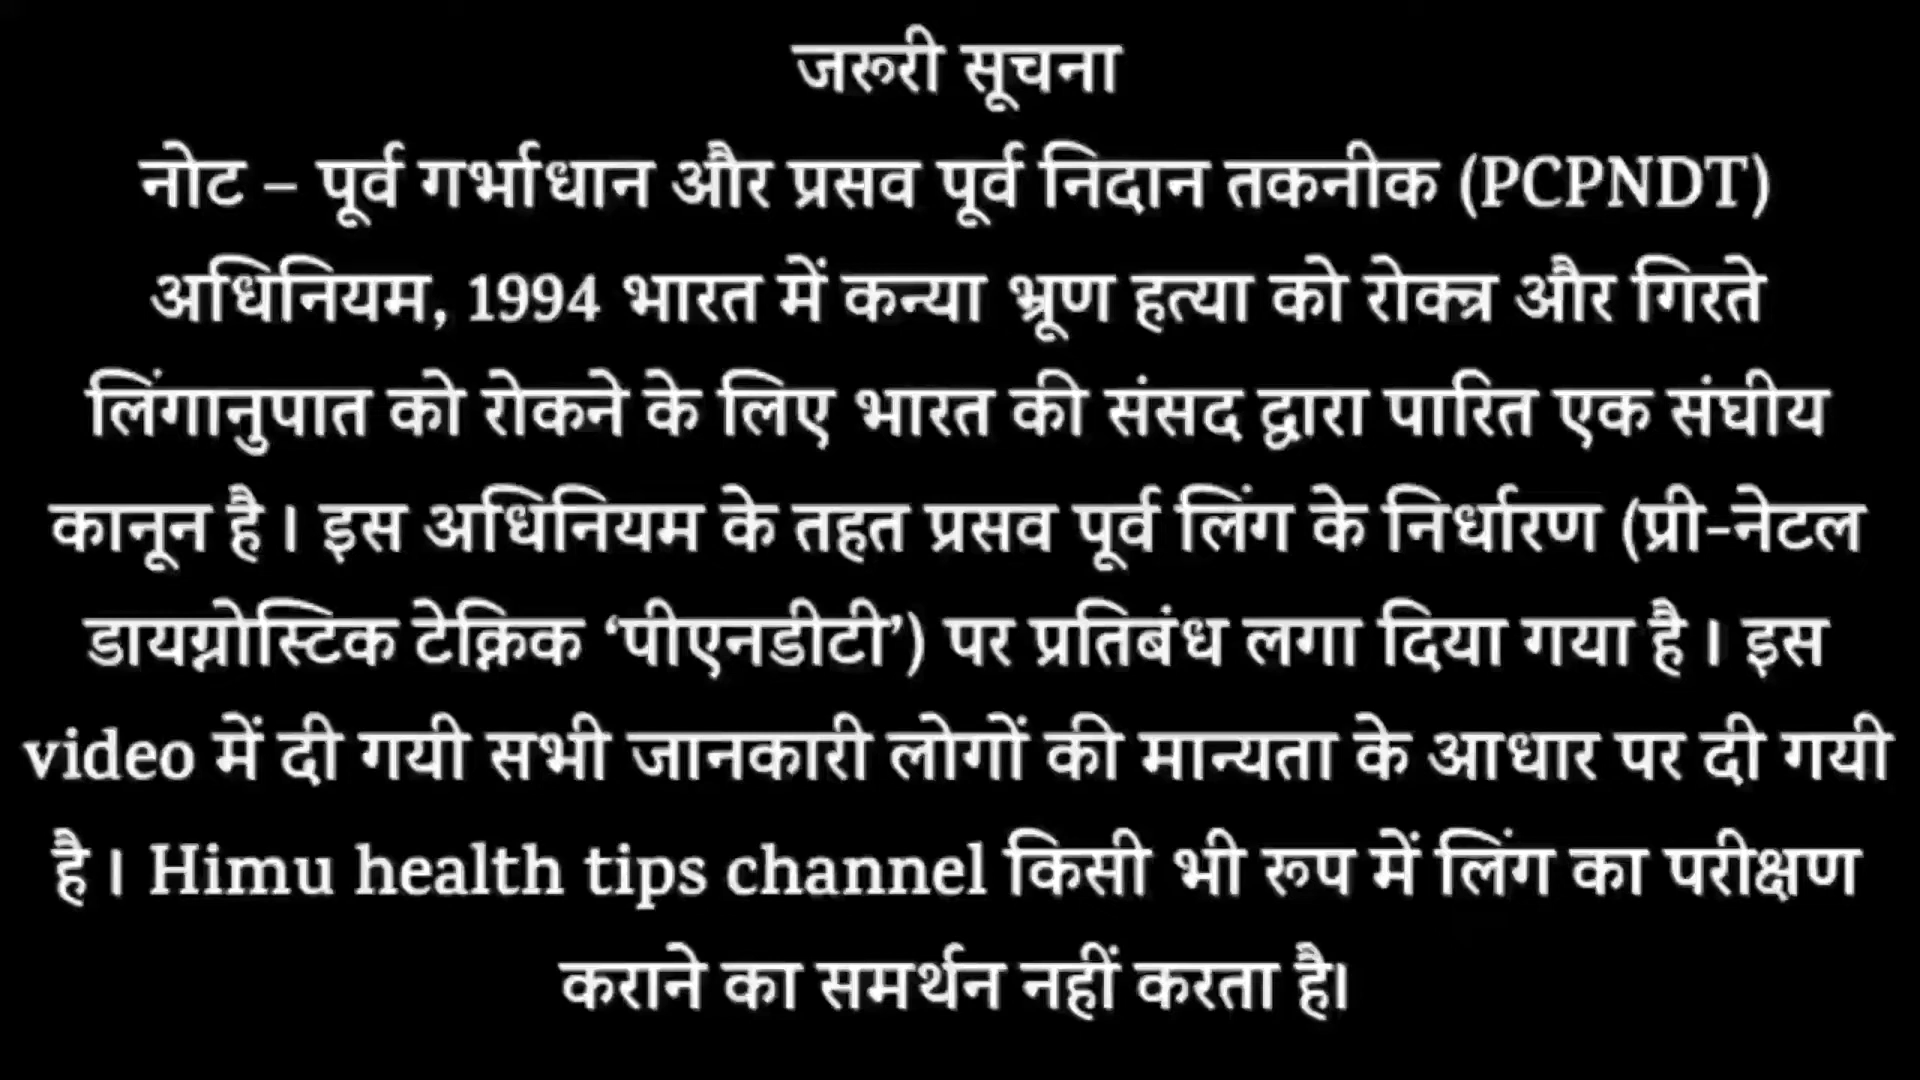 जरूरी सूचना
नोट – पूर्व गर्भाधान और प्रसव पूर्व निदान तकनीक (PCPNDT)
अधिनियम, 1994 भारत में कन्या भ्रूण हत्या को रोक्त्र और गिरते
लिंगानुपात को रोकने के लिए भारत की संसद द्वारा पारित एक संघीय
कानून है । इस अधिनियम के तहत प्रसव पूर्व लिंग के निर्धारण (प्री-नेटल
डायग्नोस्टिक टेक्निक ‘पीएनडीटी’) पर प्रतिबंध लगा दिया गया है । इस
video में दी गयी सभी जानकारी लोगों की मान्यता के आधार पर दी गयी
है । Himu health tips channel किसी भी रूप में लिंग का परीक्षण
कराने का समर्थन नहीं करता है।